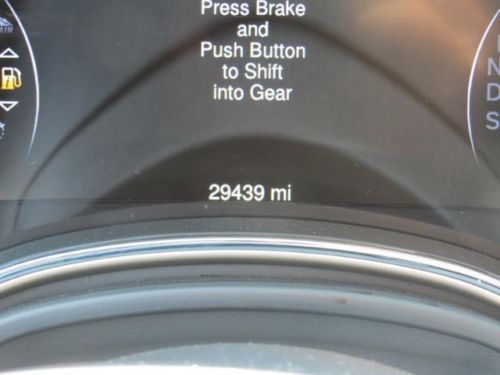 Press Brake
and
Push Button
to Shift
into Gear
N
D
S
29439 mi